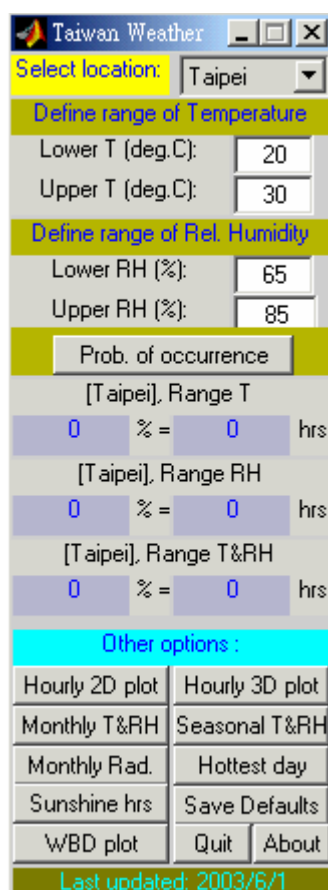 Taiwan Weather
Select location: Taipei
Define range of Temperature
Lower T (deg.C): 20
Upper T (deg.C): 30
Define range of Rel. Humidity
Lower RH (%): 65
Upper RH (%): 85
Prob. of occurrence
[Taipei], Range T
0 % = 0 hrs
[Taipei], Range RH
0 % = 0 hrs
[Taipei], Range T&RH
0 % = 0 hrs
Other options :
Hourly 2D plot Hourly 3D plot
Monthly T&RH Seasonal T&RH
Monthly Rad. Hottest day
Sunshine hrs Save Defaults
WBD plot Quit About
Last updated: 2003/6/1